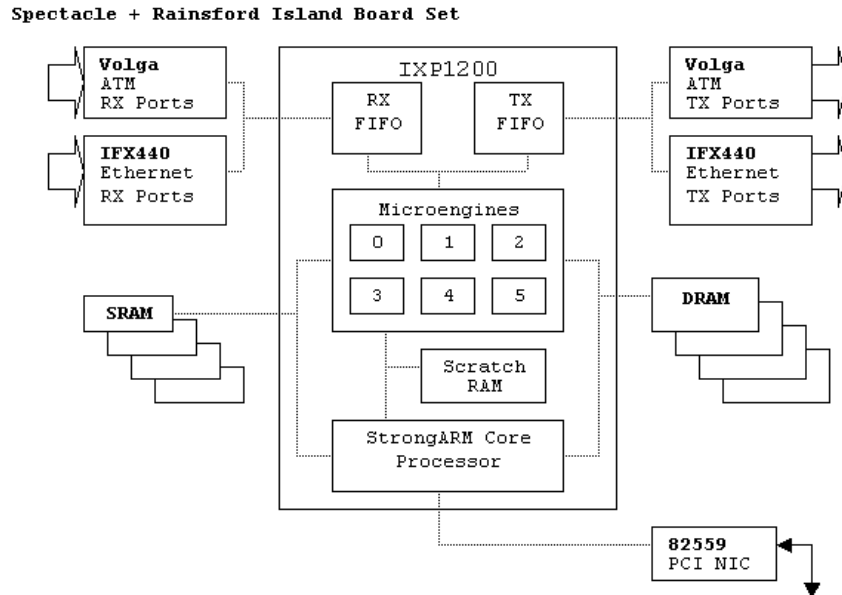 Spectacle + Rainsford Island Board Set
Volga
ATM
RX Ports
IFX440
Ethernet
RX Ports
IXP1200
RX
FIFO
TX
FIFO
Volga
ATM
TX Ports
IFX440
Ethernet
TX Ports
Microengines
0 1 2
3 4 5
SRAM
DRAM
Scratch
RAM
StrongARM Core
Processor
82559
PCI NIC